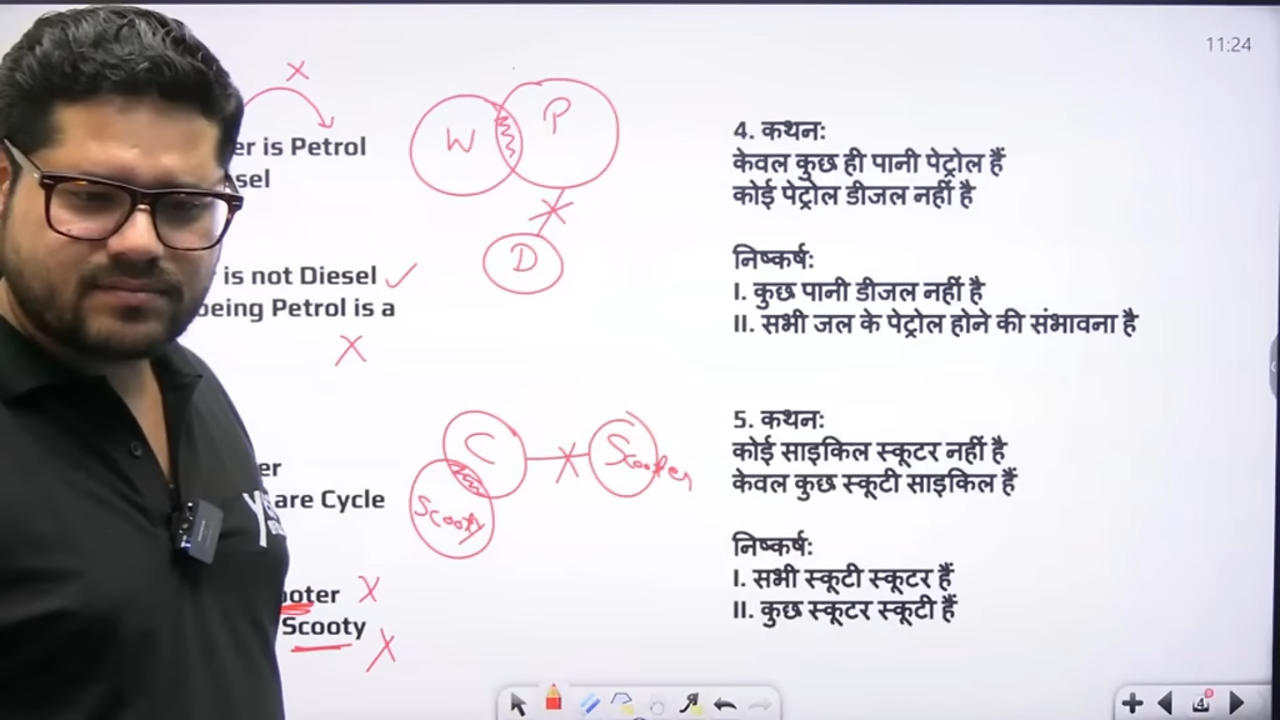 11:24
er is Petrol
sel
is not Diesel
being Petrol is a
er
are Cycle
ooter
Scooty
W
P
D
C
Scooter
Scooty
4. कथन:
केवल कुछ ही पानी पेट्रोल हैं
कोई पेट्रोल डीजल नहीं है
निष्कर्ष:
I. कुछ पानी डीजल नहीं है
II. सभी जल के पेट्रोल होने की संभावना है
5. कथन:
कोई साइकिल स्कूटर नहीं है
केवल कुछ स्कूटी साइकिल हैं
निष्कर्ष:
I. सभी स्कूटी स्कूटर हैं
II. कुछ स्कूटर स्कूटी हैं
4